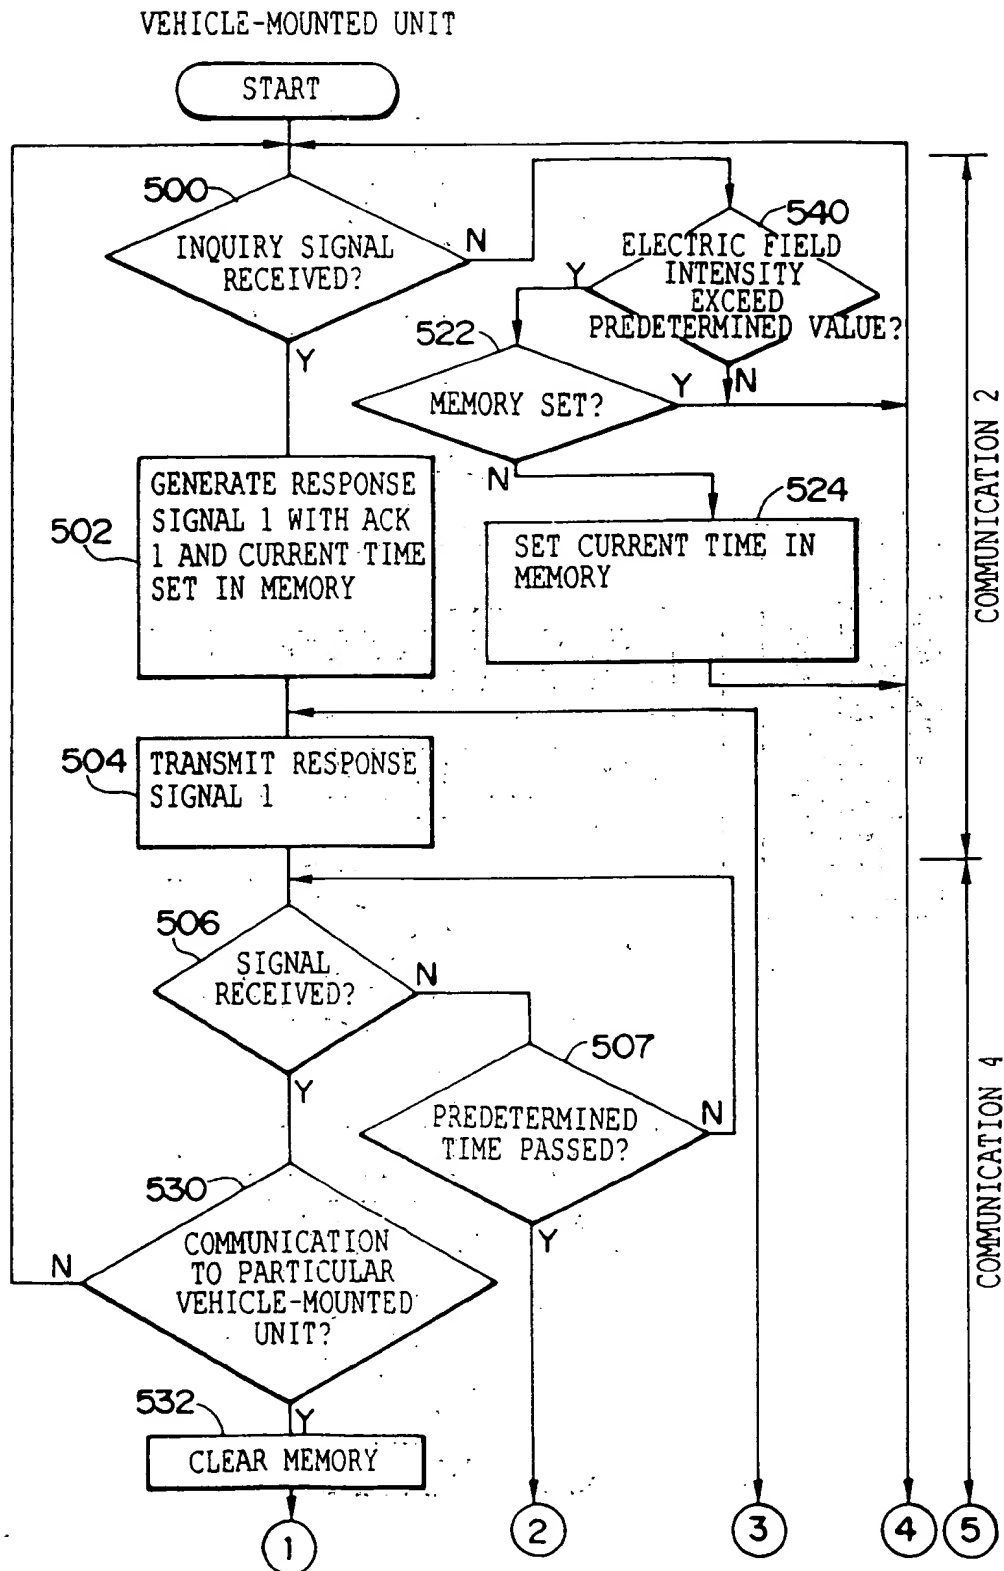 VEHICLE-MOUNTED UNIT
START
500
INQUIRY SIGNAL
RECEIVED?
N
Y
540
ELECTRIC FIELD
INTENSITY
EXCEED
PREDETERMINED VALUE?
Y
N
522
MEMORY SET?
Y
N
502
GENERATE RESPONSE
SIGNAL 1 WITH ACK
1 AND CURRENT TIME
SET IN MEMORY
524
SET CURRENT TIME IN
MEMORY
COMMUNICATION 2
504
TRANSMIT RESPONSE
SIGNAL 1
506
SIGNAL
RECEIVED?
N
Y
507
PREDETERMINED
TIME PASSED?
N
Y
COMMUNICATION 4
530
COMMUNICATION
TO PARTICULAR
VEHICLE-MOUNTED
UNIT?
N
Y
532
CLEAR MEMORY
1
2
3
4
5